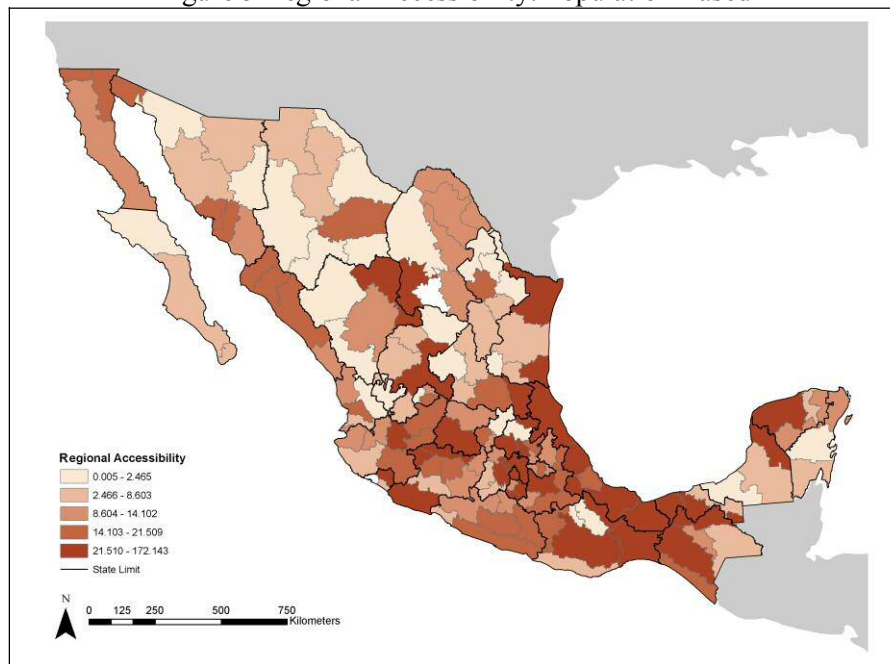 Regional Accessibility
0.005 - 2.465
2.466 - 8.603
8.604 - 14.102
14.103 - 21.509
21.510 - 172.143
State Limit
N
0 125 250 500 750
Kilometers